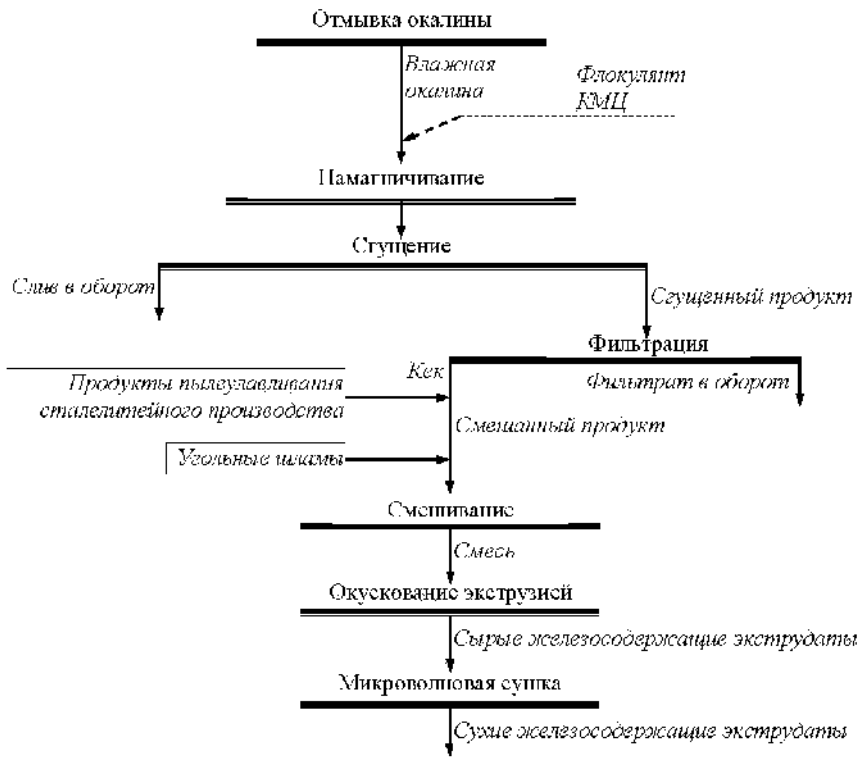 Отмывка окалины
Влажная
окалина
Флокулянт
КМЦ
Намагничивание
Сгущение
Слив в оборот
Сгущенный продукт
Фильтрация
Кек
Фильтрат в оборот
Продукты пылеулавливания
сталелитейного производства
Смешанный продукт
Угольные шламы
Смешивание
Смесь
Окускование экструзией
Сырые железосодержащие экструдаты
Микроволновая сушка
Сухие железосодержащие экструдаты